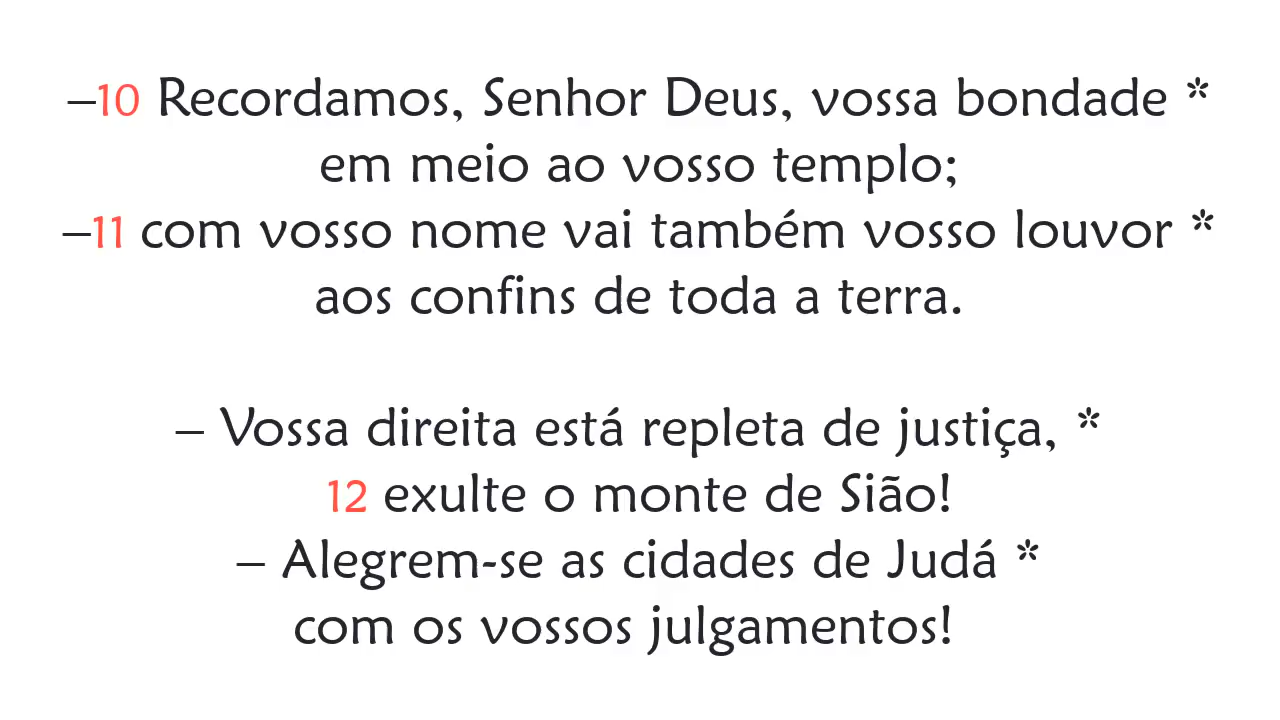 –10 Recordamos, Senhor Deus, vossa bondade *
em meio ao vosso templo;
–11 com vosso nome vai também vosso louvor *
aos confins de toda a terra.
– Vossa direita está repleta de justiça, *
12 exulte o monte de Sião!
– Alegrem-se as cidades de Judá *
com os vossos julgamentos!